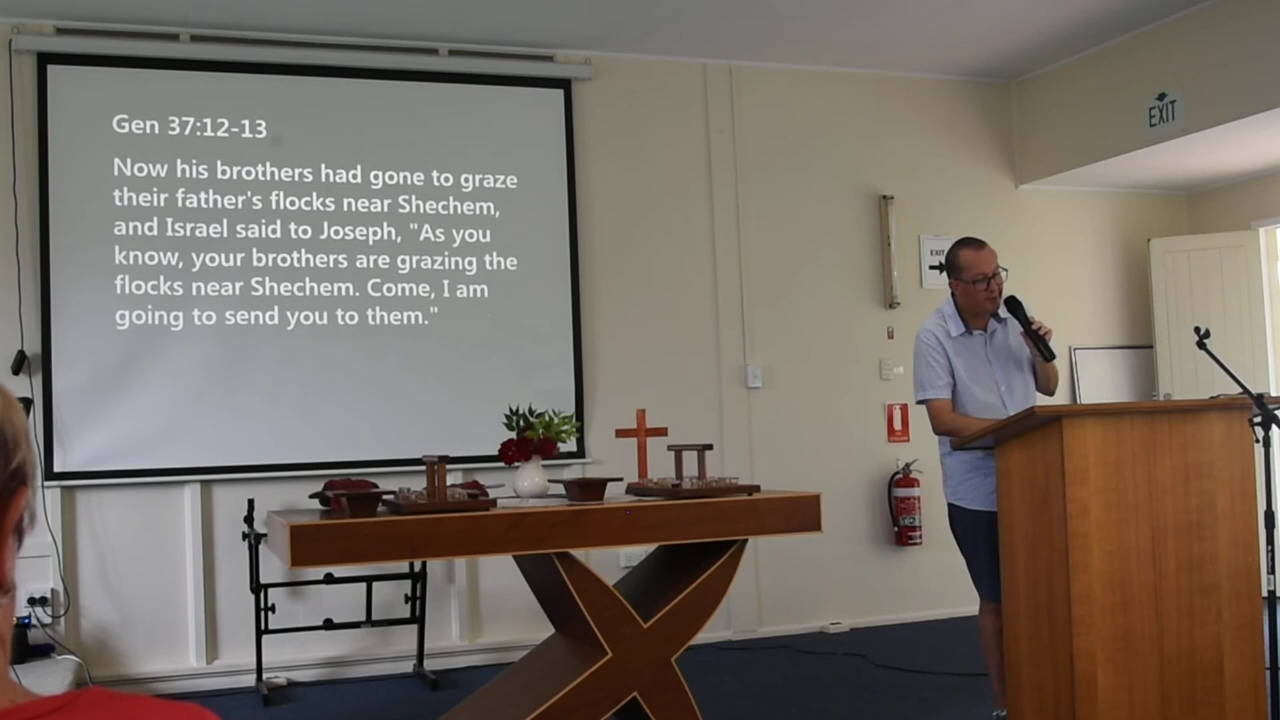 Gen 37:12-13
Now his brothers had gone to graze
their father's flocks near Shechem,
and Israel said to Joseph, "As you
know, your brothers are grazing the
flocks near Shechem. Come, I am
going to send you to them."
EXIT
EXIT